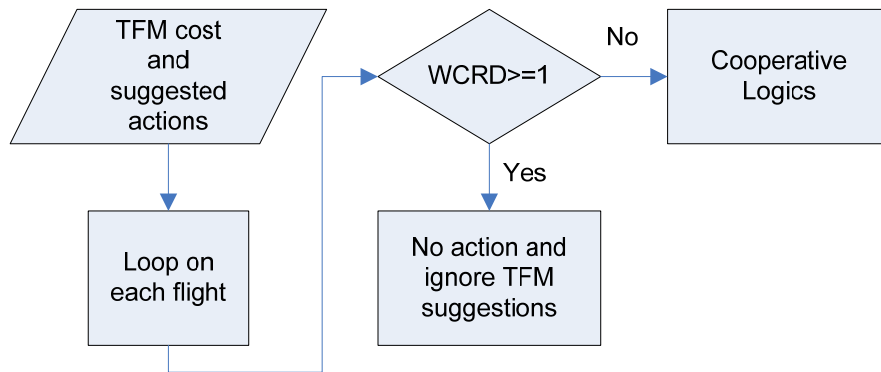 TFM cost
and
suggested
actions
Loop on
each flight
WCRD>=1
No
Cooperative
Logics
Yes
No action and
ignore TFM
suggestions